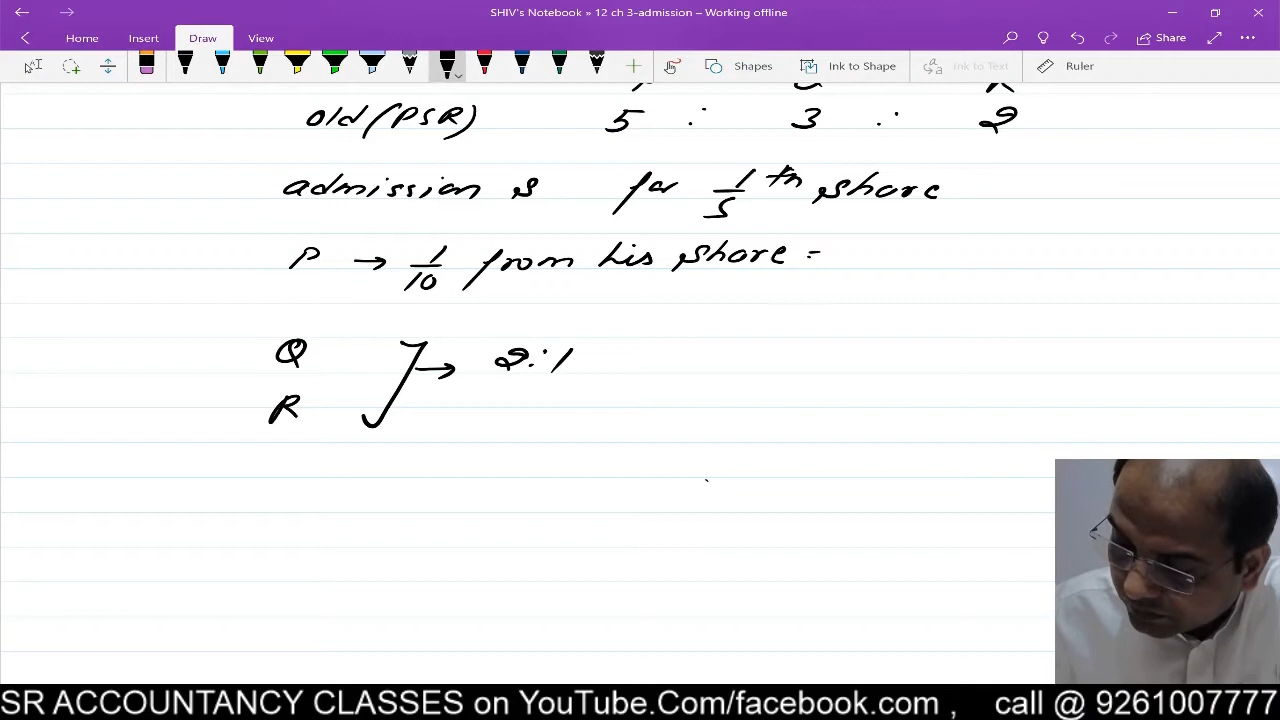 SHIV's Notebook » 12 ch 3-admission – Working offline
Home Insert Draw View Share
Shapes Ink to Shape Ink to Text Ruler
old (PSR) 5 : 3 : 2
admission is for 1/5 th share
P → 1/10 from his share =
Q
R ] → 2:1
SR ACCOUNTANCY CLASSES on YouTube.Com/facebook.com , call @ 9261007777